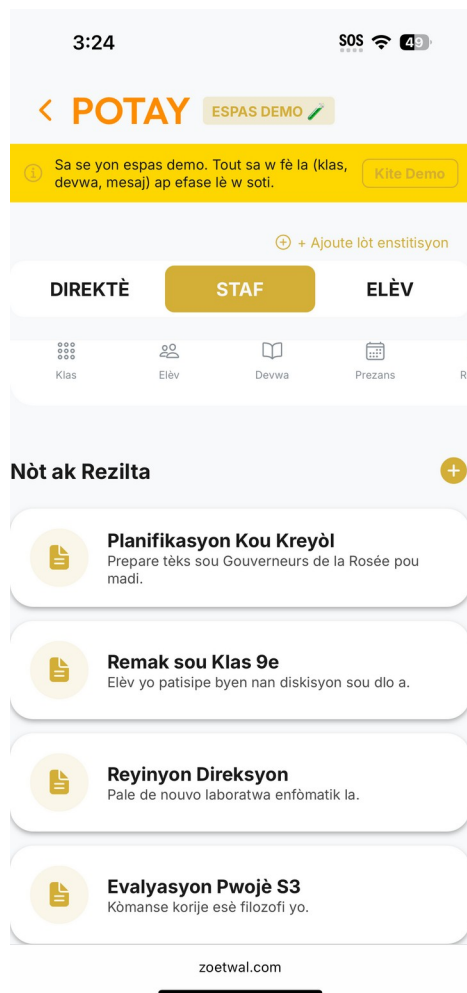 3:24
SOS
49
POTAY
ESPAS DEMO
Sa se yon espas demo. Tout sa w fè la (klas,
devwa, mesaj) ap efase lè w soti.
Kite Demo
+ Ajoute lòt enstitisyon
DIREKTÈ
STAF
ELÈV
Klas
Elèv
Devwa
Prezans
R
Nòt ak Rezilta
Planifikasyon Kou Kreyòl
Prepare tèks sou Gouverneurs de la Rosée pou
madi.
Remak sou Klas 9e
Elèv yo patisipe byen nan diskisyon sou dlo a.
Reyinyon Direksyon
Pale de nouvo laboratwa enfòmatik la.
Evalyasyon Pwojè S3
Kòmanse korije esè filozofi yo.
zoetwal.com